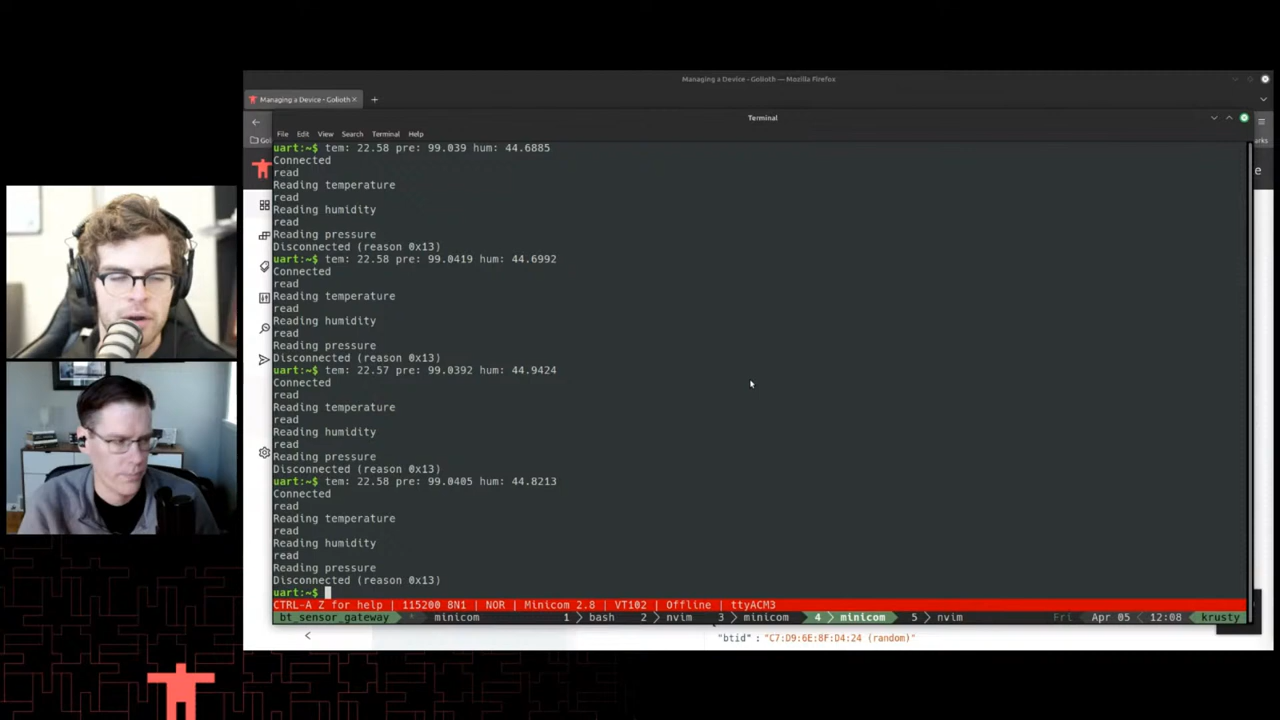 Managing a Device - Golioth — Mozilla Firefox
Managing a Device - Golioth
Terminal
File Edit View Search Terminal Help
uart:~$ tem: 22.58 pre: 99.039 hum: 44.6885
Connected
read
Reading temperature
read
Reading humidity
read
Reading pressure
Disconnected (reason 0x13)
uart:~$ tem: 22.58 pre: 99.0419 hum: 44.6992
Connected
read
Reading temperature
read
Reading humidity
read
Reading pressure
Disconnected (reason 0x13)
uart:~$ tem: 22.57 pre: 99.0392 hum: 44.9424
Connected
read
Reading temperature
read
Reading humidity
read
Reading pressure
Disconnected (reason 0x13)
uart:~$ tem: 22.58 pre: 99.0405 hum: 44.8213
Connected
read
Reading temperature
read
Reading humidity
read
Reading pressure
Disconnected (reason 0x13)
uart:~$
CTRL-A Z for help | 115200 8N1 | NOR | Minicom 2.8 | VT102 | Offline | ttyACM3
bt_sensor_gateway minicom 1 bash 2 nvim 3 minicom 4 minicom 5 nvim Fri Apr 05 12:08 krusty
"btid" : "C7:D9:6E:8F:D4:24 (random)"